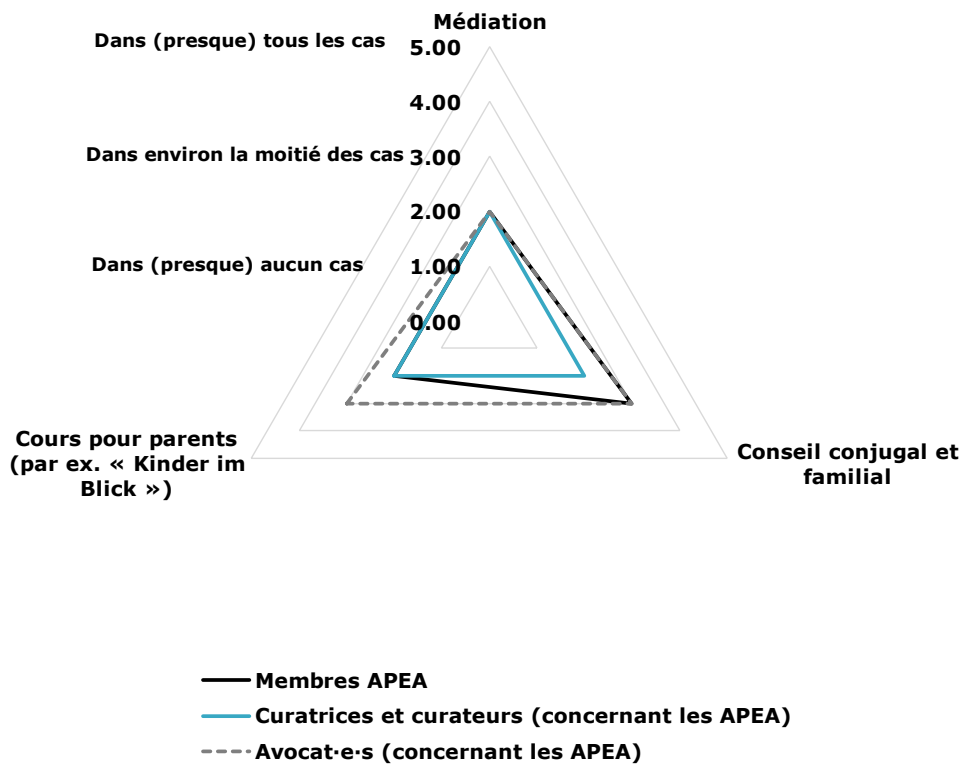 Médiation
Dans (presque) tous les cas
5.00
4.00
Dans environ la moitié des cas
3.00
2.00
Dans (presque) aucun cas
1.00
0.00
Cours pour parents
(par ex. « Kinder im
Blick »)
Conseil conjugal et
familial
Membres APEA
Curatrices et curateurs (concernant les APEA)
Avocat·e·s (concernant les APEA)